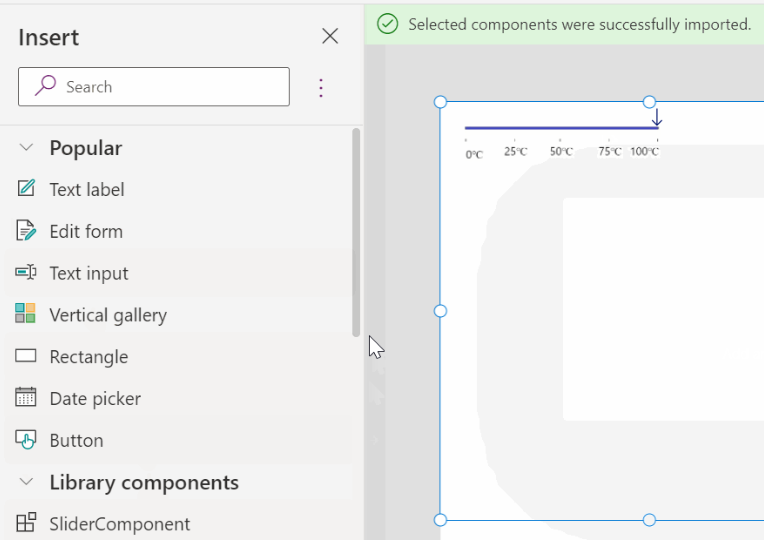 Insert
Search
Popular
Text label
Edit form
Text input
Vertical gallery
Rectangle
Date picker
Button
Library components
SliderComponent
Selected components were successfully imported.
0°C 25°C 50°C 75°C 100°C